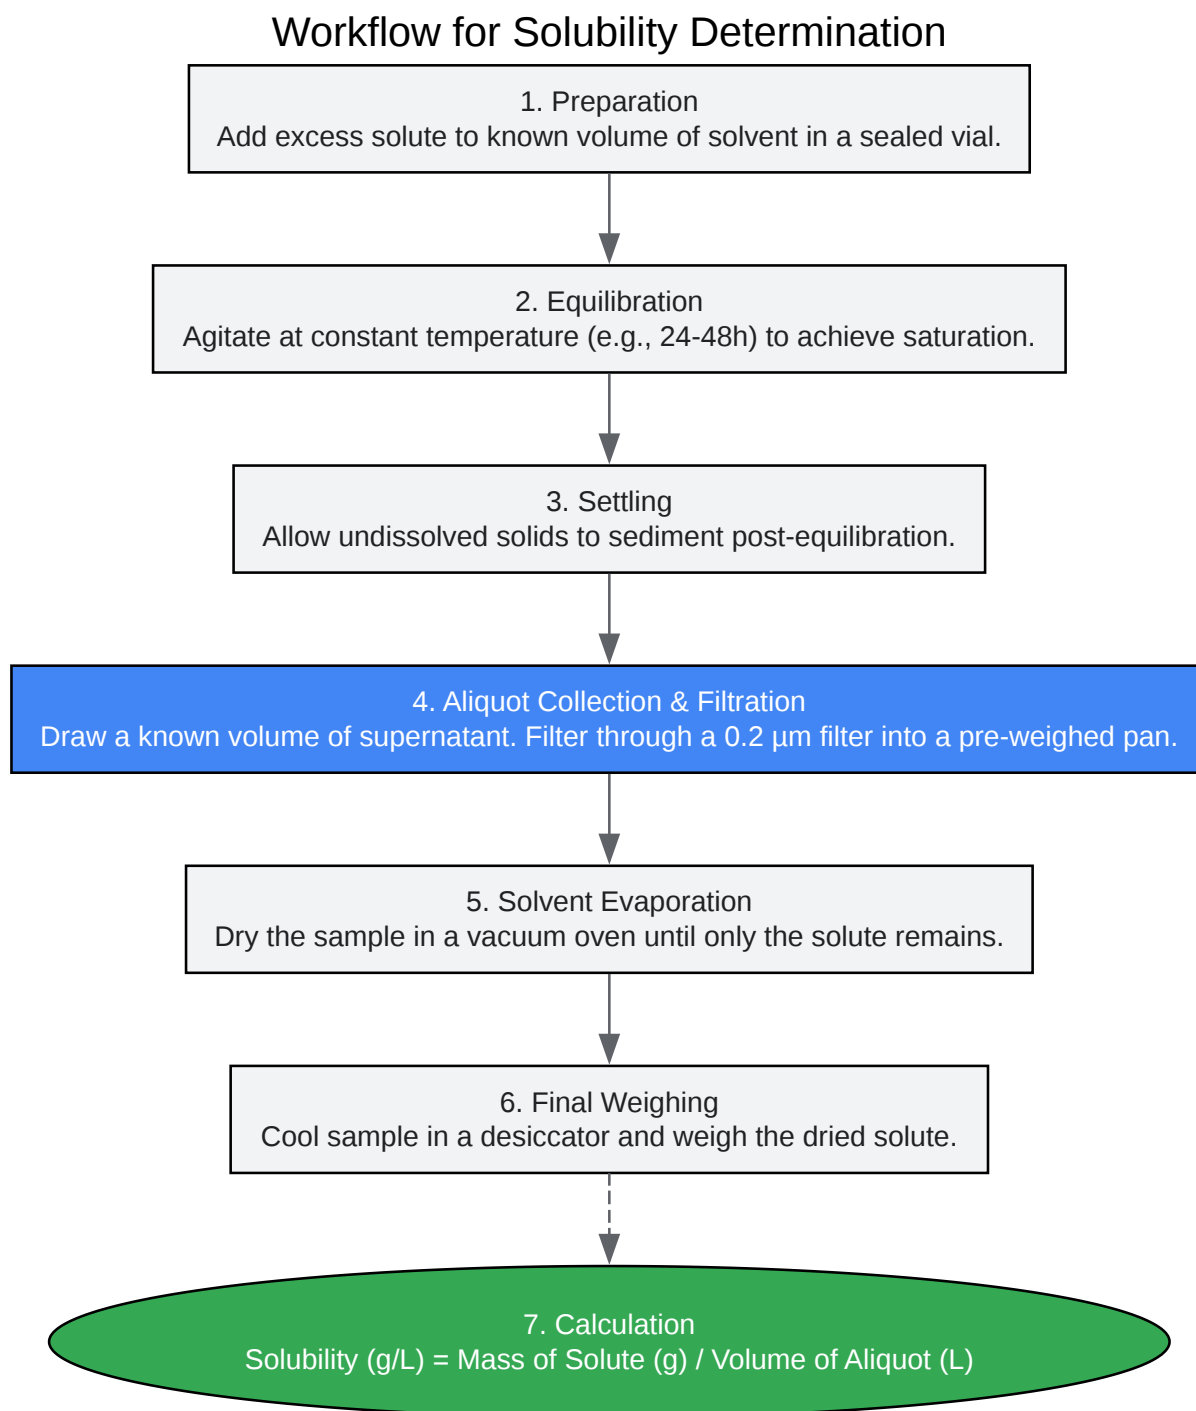 Workflow for Solubility Determination
1. Preparation
Add excess solute to known volume of solvent in a sealed vial.
2. Equilibration
Agitate at constant temperature (e.g., 24-48h) to achieve saturation.
3. Settling
Allow undissolved solids to sediment post-equilibration.
4. Aliquot Collection & Filtration
Draw a known volume of supernatant. Filter through a 0.2 µm filter into a pre-weighed pan.
5. Solvent Evaporation
Dry the sample in a vacuum oven until only the solute remains.
6. Final Weighing
Cool sample in a desiccator and weigh the dried solute.
7. Calculation
Solubility (g/L) = Mass of Solute (g) / Volume of Aliquot (L)